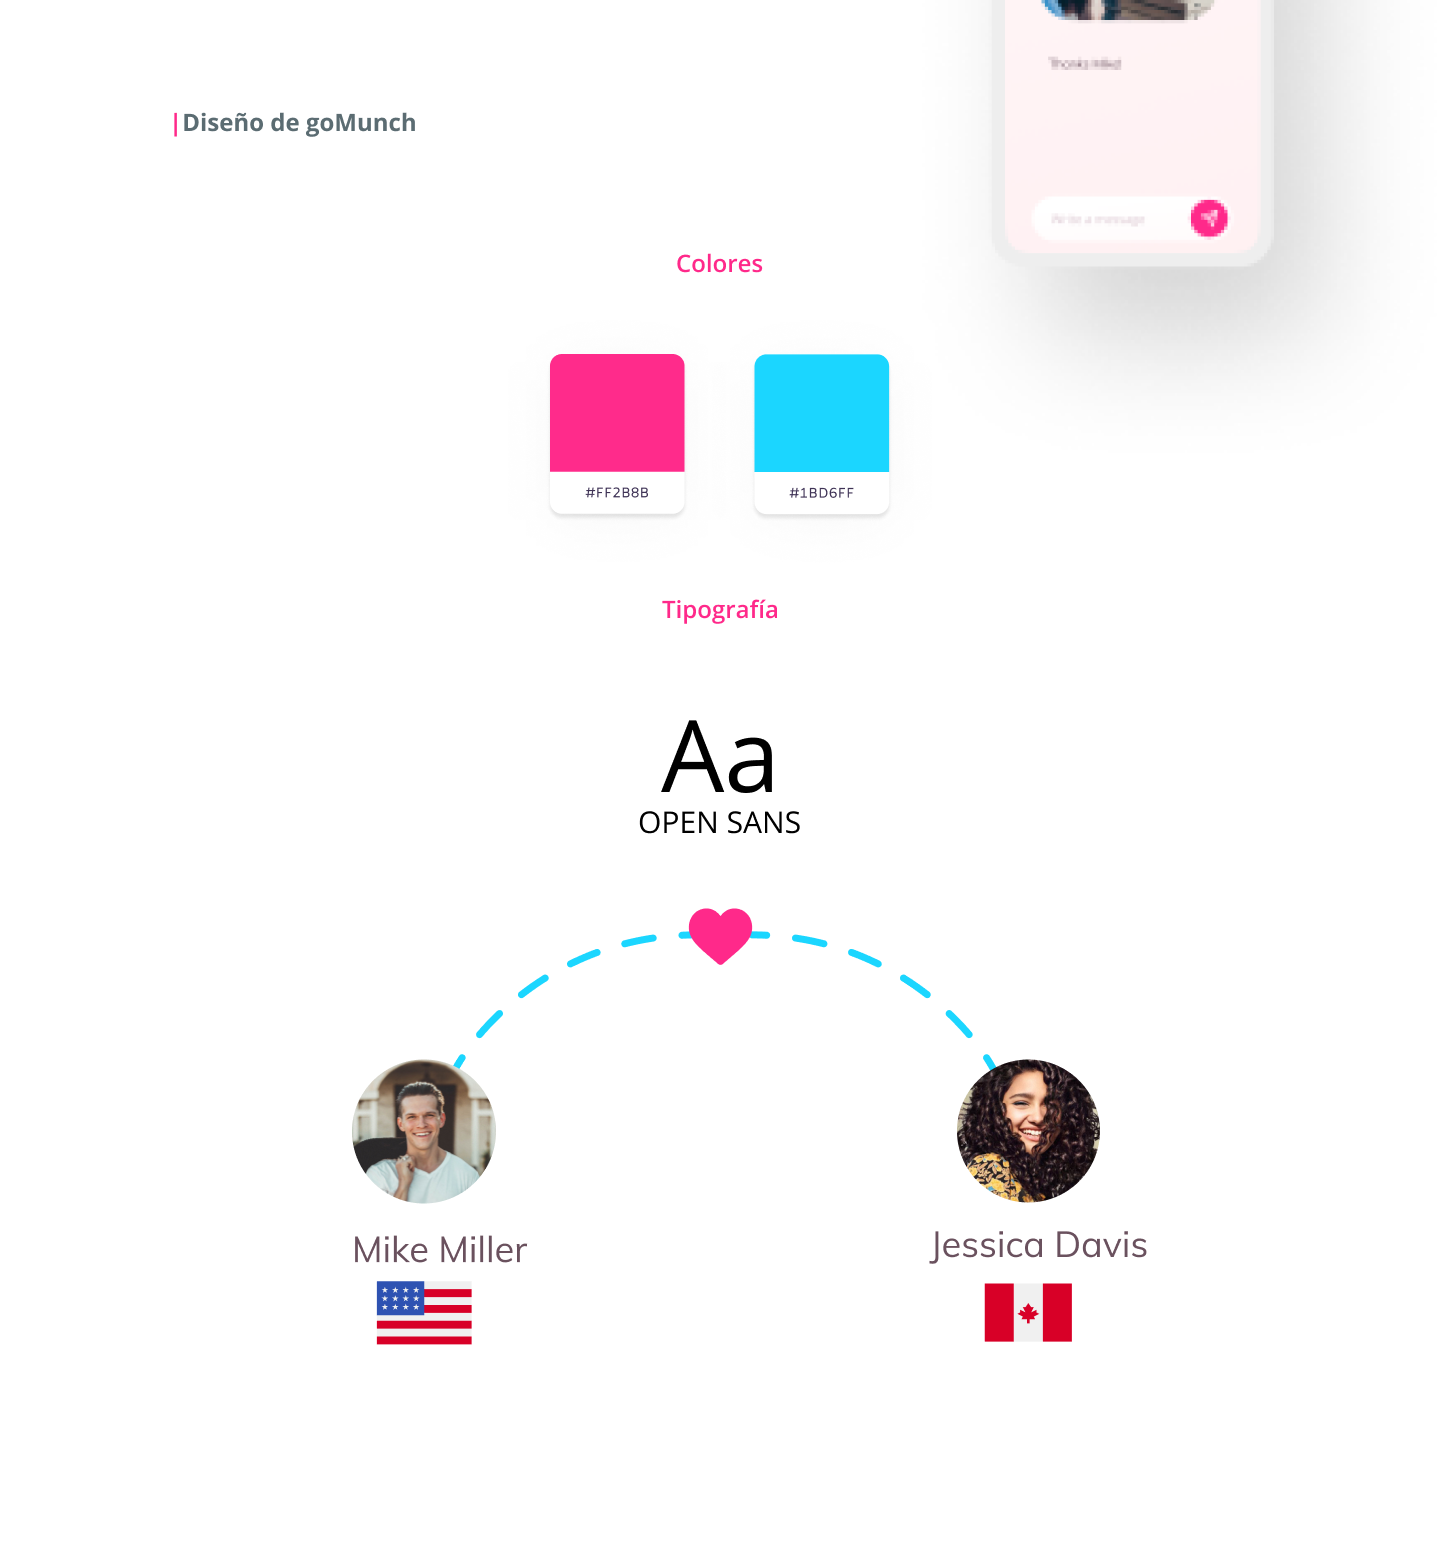 Thanks Mike!
|Diseño de goMunch
Write a message
Colores
#FF2B8B
#1BD6FF
Tipografía
Aa
OPEN SANS
Mike Miller
Jessica Davis